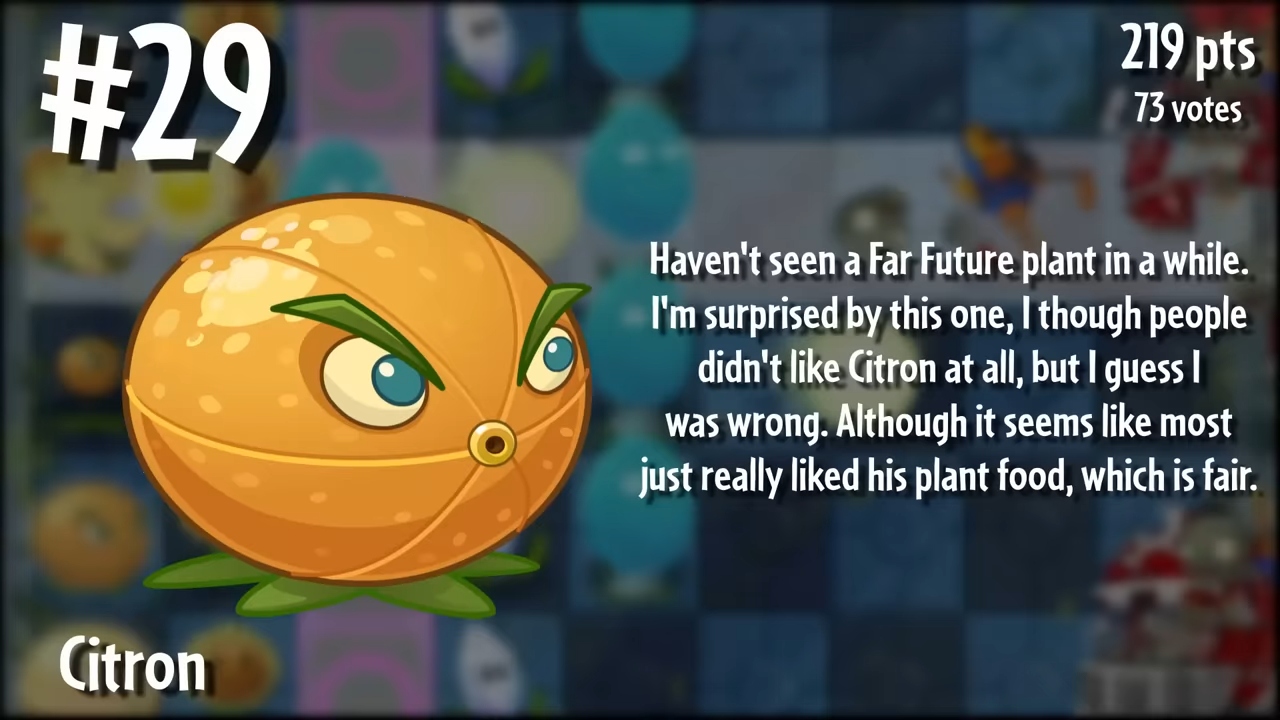 #29
219 pts
73 votes
Haven't seen a Far Future plant in a while.
I'm surprised by this one, I though people
didn't like Citron at all, but I guess I
was wrong. Although it seems like most
just really liked his plant food, which is fair.
Citron